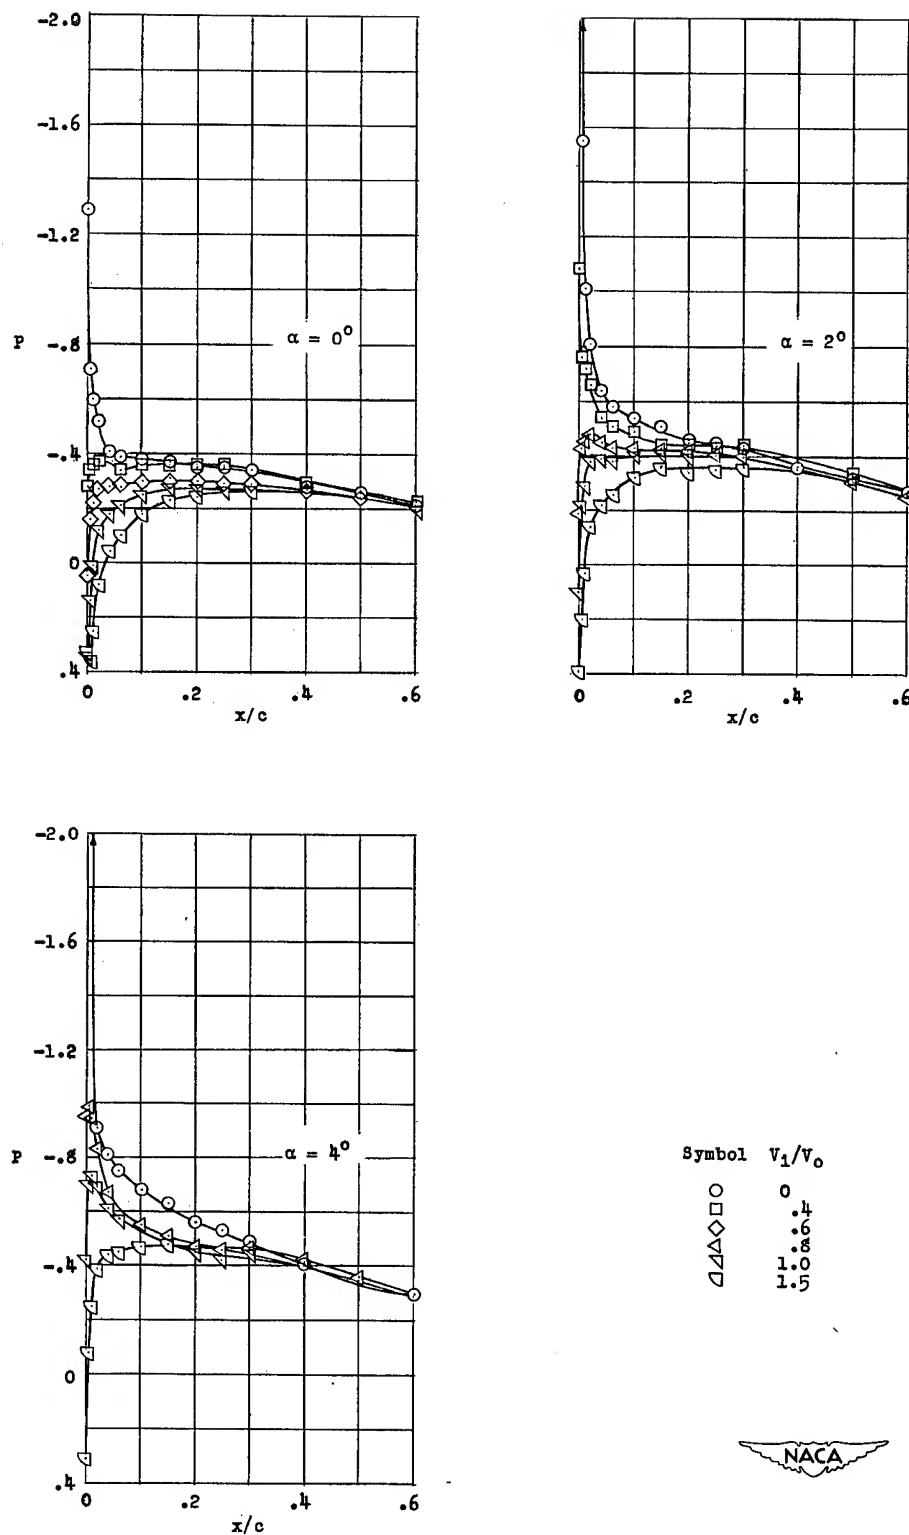 -2.0
-1.6
-1.2
P -.8
-.4
0
.4
α = 0°
0 .2 .4 .6
x/c
α = 2°
0 .2 .4 .6
x/c
-2.0
-1.6
-1.2
P -.8
-.4
0
.4
α = 4°
0 .2 .4 .6
x/c
Symbol V₁/V₀
0
.4
.6
.8
1.0
1.5
NACA